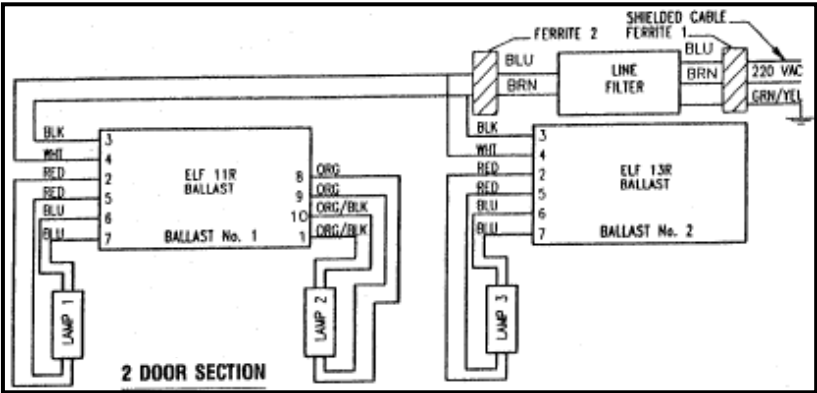 SHIELDED CABLE
FERRITE 2
FERRITE 1
BLU
BLU
LINE
FILTER
BRN
BRN
220 VAC
GRN/YEL
BLK
3
WHT
4
RED
2
RED
5
BLU
6
BLU
7
ELF 11R
BALLAST
BALLAST No. 1
8
ORG
9
ORG
10
ORG/BLK
1
ORG/BLK
BLK
3
WHT
4
RED
2
RED
5
BLU
6
BLU
7
ELF 13R
BALLAST
BALLAST No. 2
LAMP 1
LAMP 2
LAMP 3
2 DOOR SECTION